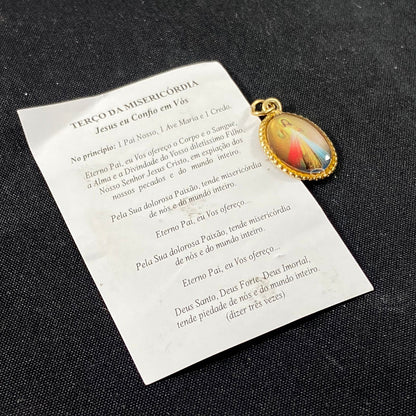 TERÇO DA MISERICÓRDIA
Jesus eu Confio em Vós
No princípio: 1 Pai Nosso, 1 Ave Maria e 1 Credo.
Eterno Pai, eu Vos ofereço o Corpo e o Sangue,
a Alma e a Divindade do Vosso diletíssimo Filho,
Nosso Senhor Jesus Cristo, em expiação dos
nossos pecados e do mundo inteiro.
Pela Sua dolorosa Paixão, tende misericórdia
de nós e do mundo inteiro.
Eterno Pai, eu Vos ofereço...
Pela Sua dolorosa Paixão, tende misericórdia
de nós e do mundo inteiro.
Eterno Pai, eu Vos ofereço...
Deus Santo, Deus Forte, Deus Imortal,
tende piedade de nós e do mundo inteiro.
(dizer três vezes)